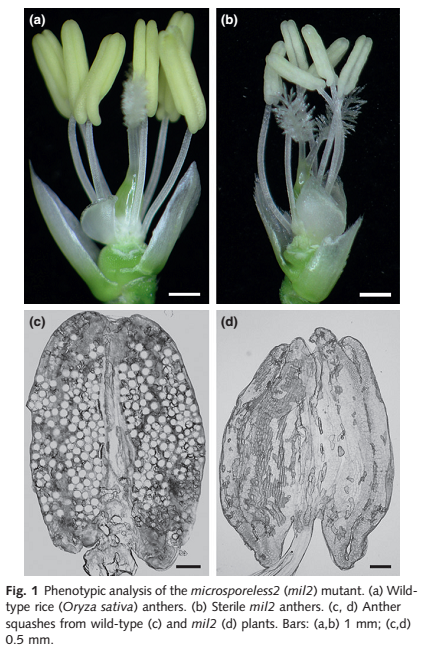 (a)
(b)
(c)
(d)
Fig. 1 Phenotypic analysis of the microsporeless2 (mil2) mutant. (a) Wild-
type rice (Oryza sativa) anthers. (b) Sterile mil2 anthers. (c, d) Anther
squashes from wild-type (c) and mil2 (d) plants. Bars: (a,b) 1 mm; (c,d)
0.5 mm.